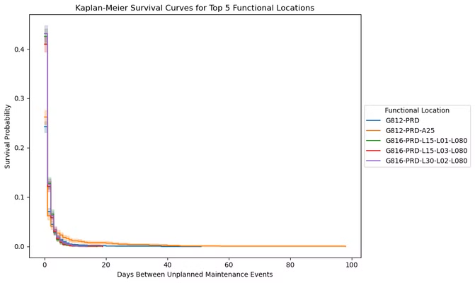 Kaplan-Meier Survival Curves for Top 5 Functional Locations
Survival Probability
0.4
0.3
0.2
0.1
0.0
0
20
40
60
80
100
Days Between Unplanned Maintenance Events
Functional Location
G812-PRD
G812-PRD-A25
G816-PRD-L15-L01-L080
G816-PRD-L15-L03-L080
G816-PRD-L30-L02-L080